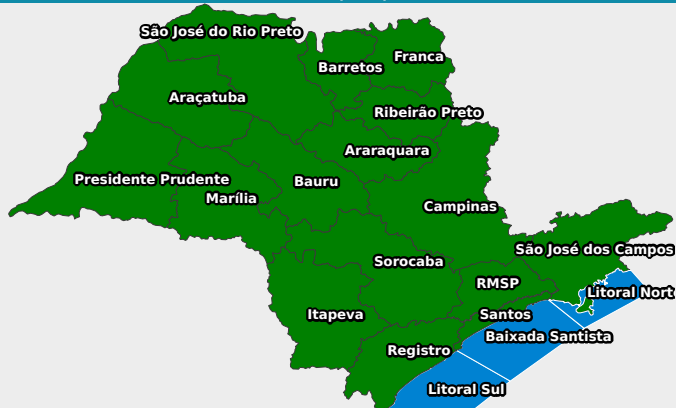 São José do Rio Preto
Franca
Barretos
Araçatuba
Ribeirão Preto
Araraquara
Presidente Prudente
Bauru
Marília
Campinas
São José dos Campos
Sorocaba
RMSP
Litoral Nort
Itapeva
Santos
Baixada Santista
Registro
Litoral Sul